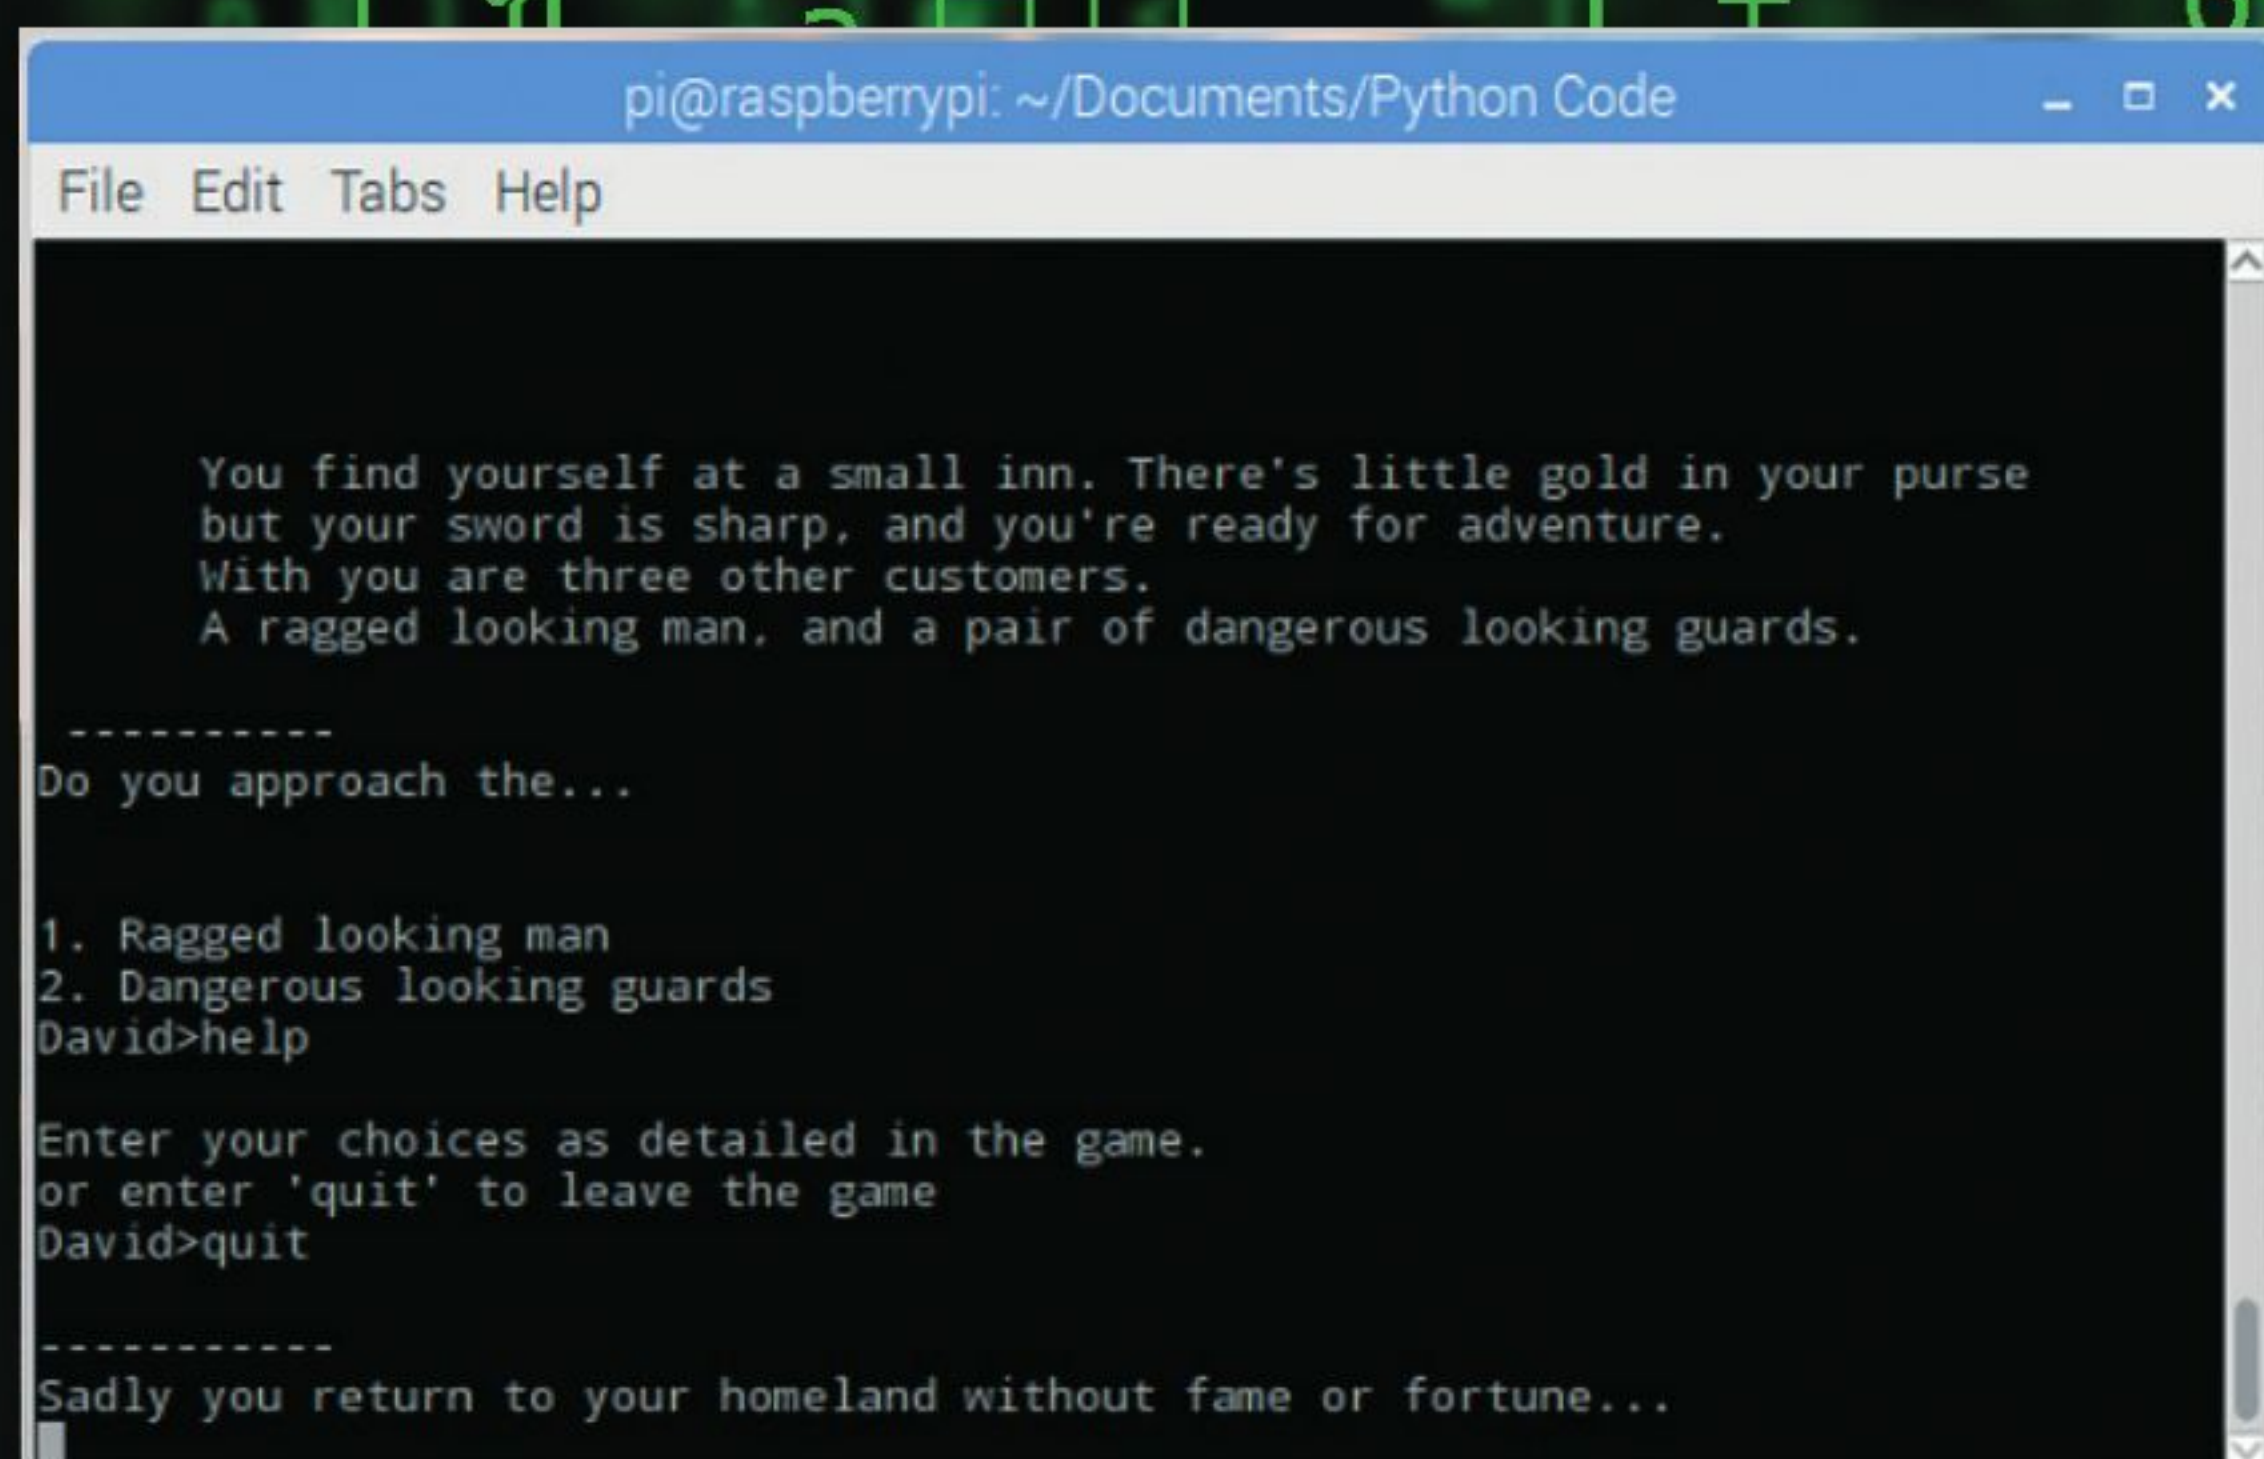 pi@raspberrypi: ~/Documents/Python Code
File Edit Tabs Help
You find yourself at a small inn. There's little gold in your purse
but your sword is sharp, and you're ready for adventure.
With you are three other customers.
A ragged looking man, and a pair of dangerous looking guards.
----------
Do you approach the...
1. Ragged looking man
2. Dangerous looking guards
David>help
Enter your choices as detailed in the game.
or enter 'quit' to leave the game
David>quit
-----------
Sadly you return to your homeland without fame or fortune...